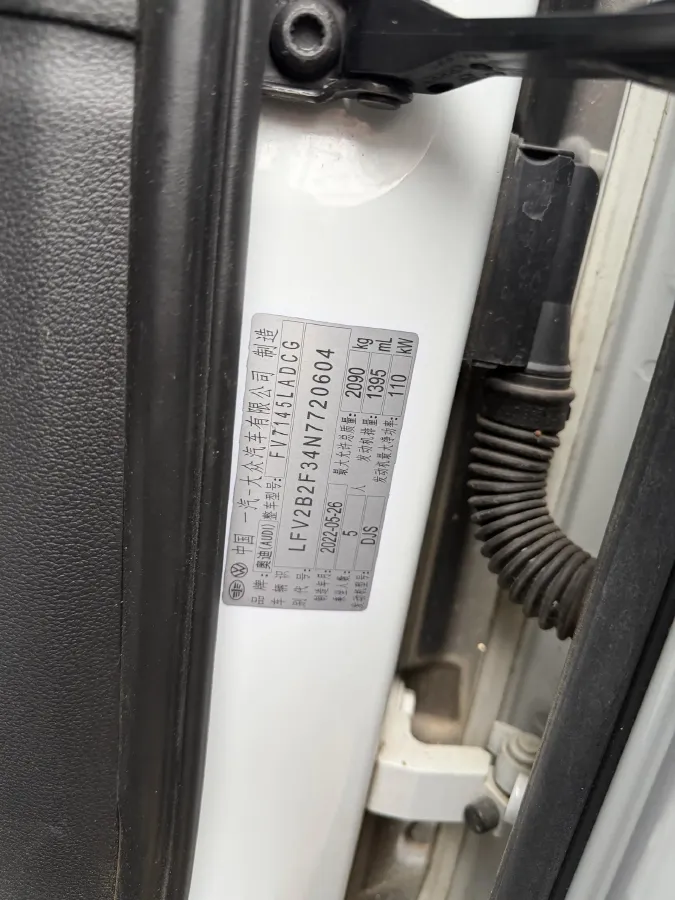 中国 一汽-大众汽车有限公司 制造
品牌: 奥迪(AUDI) 整车型号: FV7145LADCG
车辆识别代号: LFV2B2F34N7720604
制造年月: 2022-05-26 最大允许总质量: 2090 kg
乘坐人数: 5 人 发动机排量: 1395 mL
发动机型号: DJS 发动机最大净功率: 110 kW